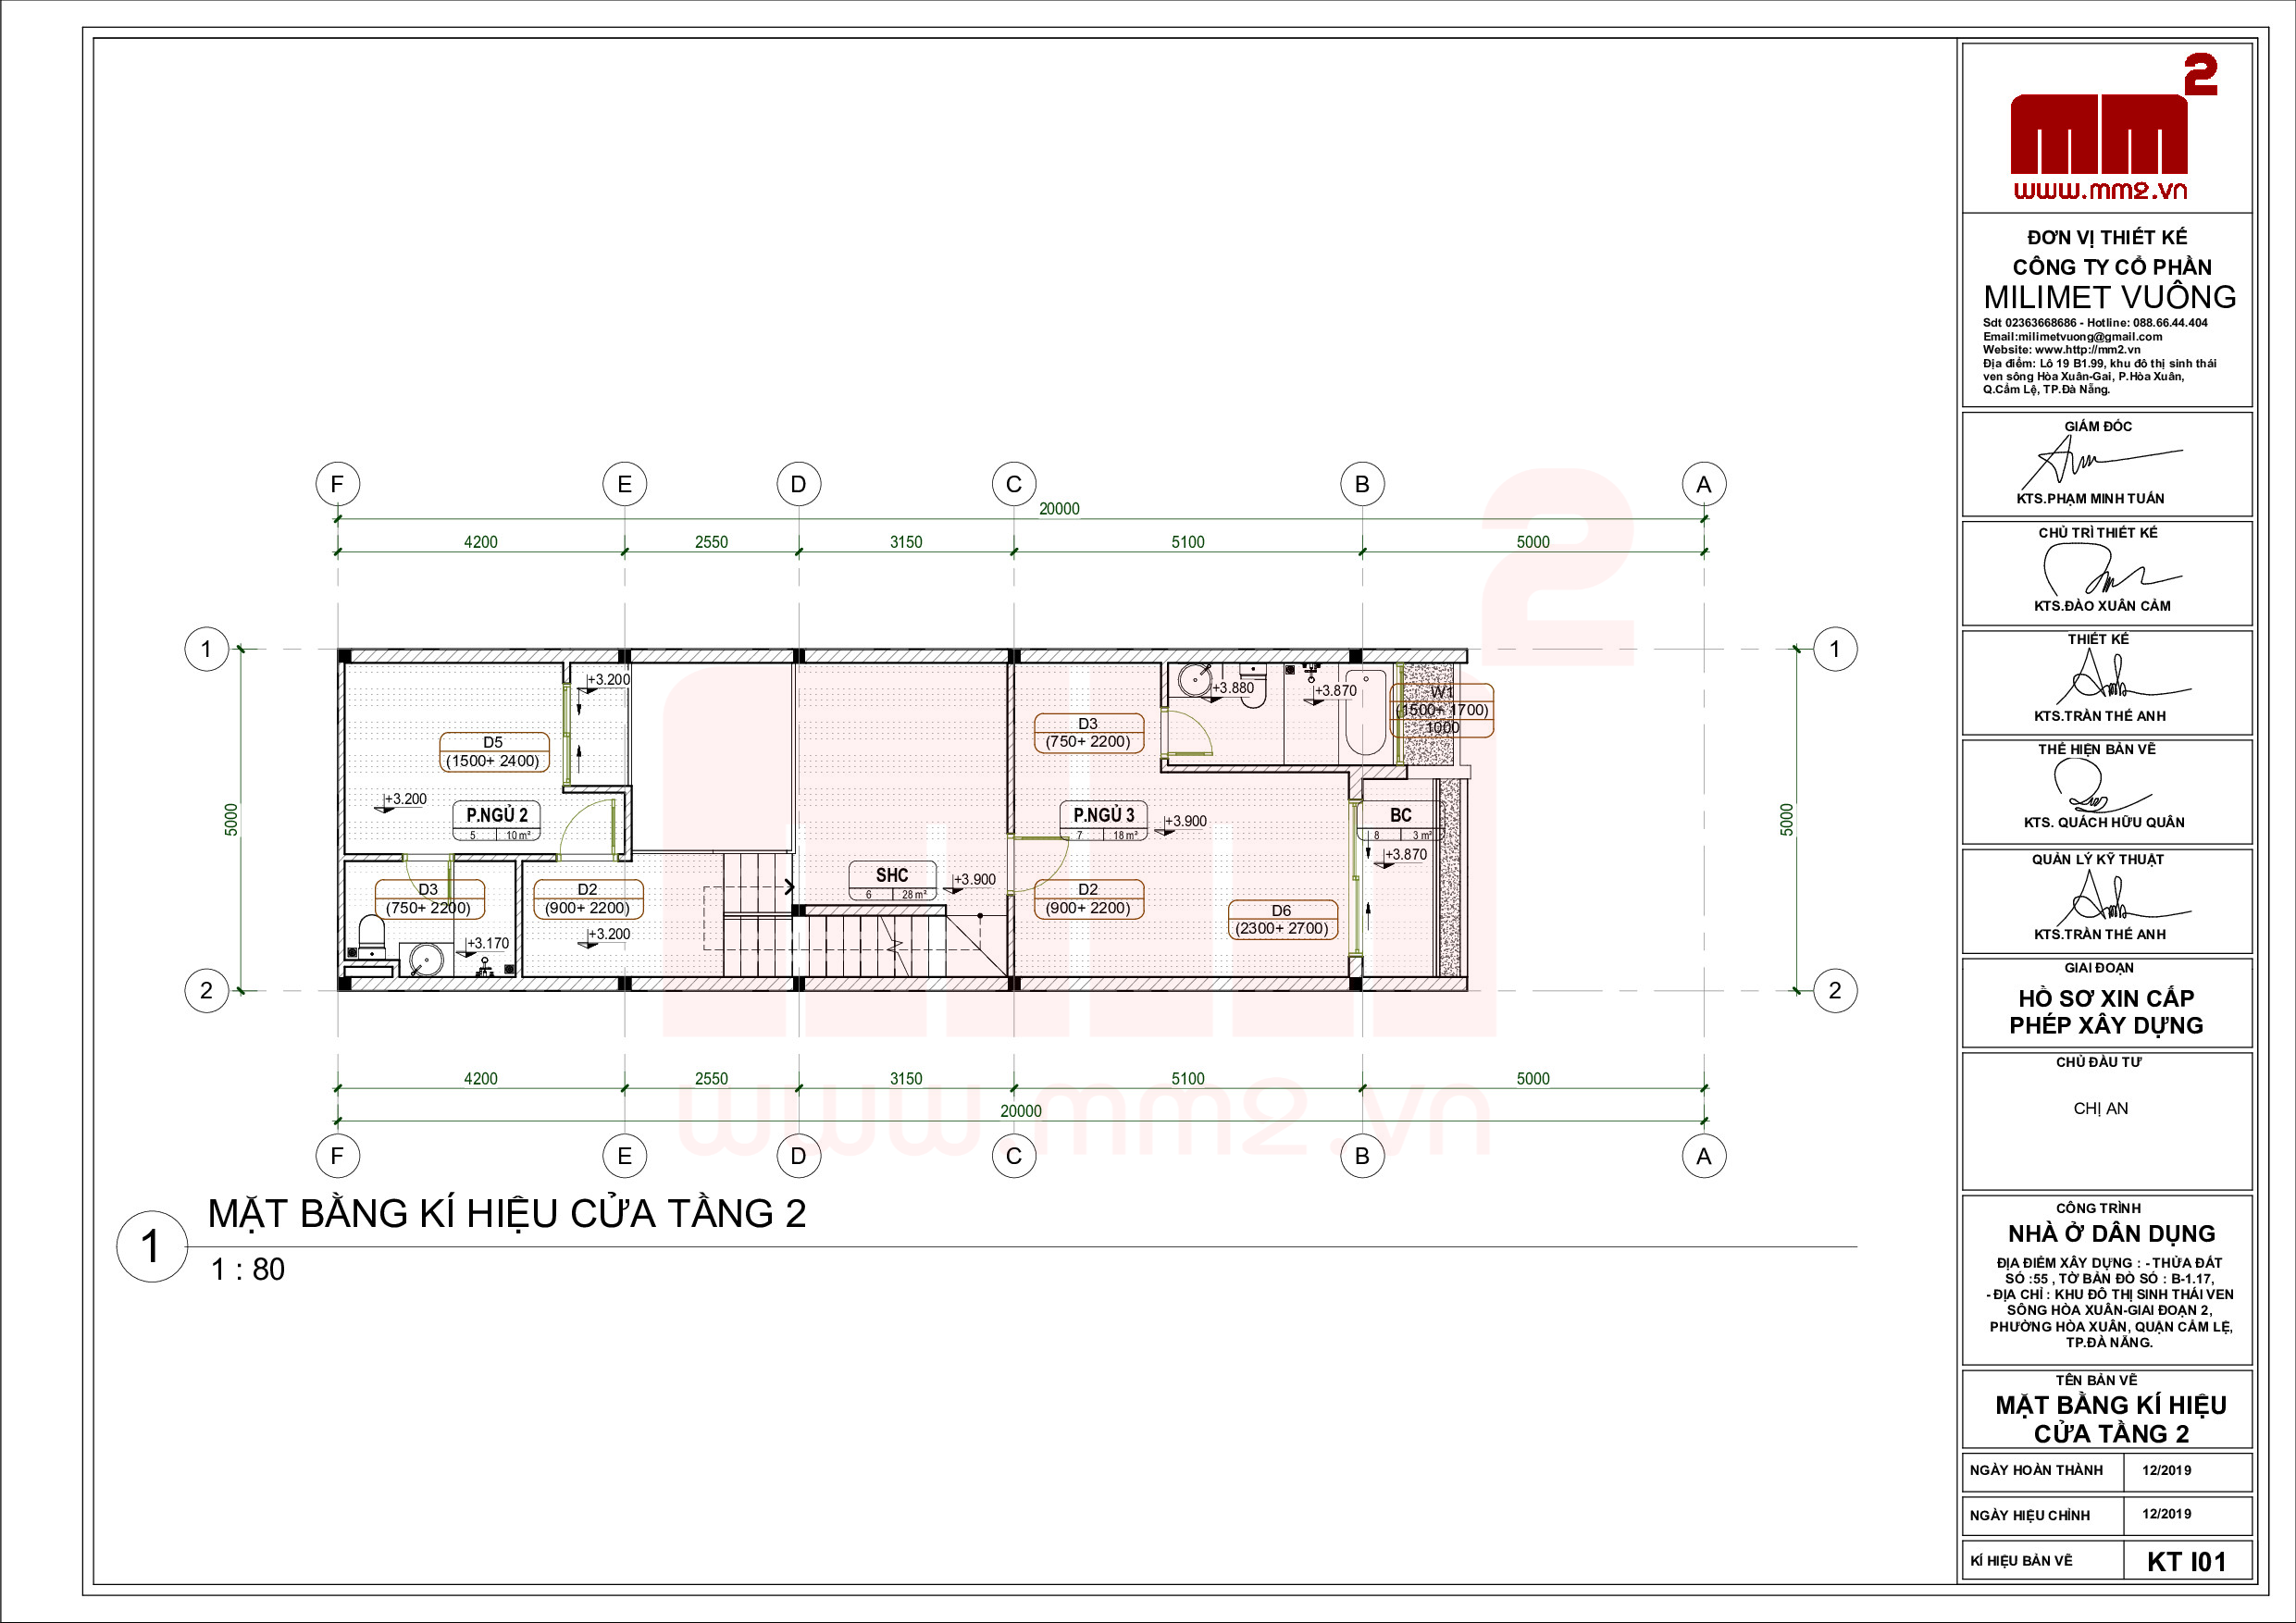 F
E
D
C
B
A
20000
4200
2550
3150
5100
5000
1
1
+3.200
+3.880
+3.870
W1
(1500+ 1700)
1000
D3
(750+ 2200)
D5
(1500+ 2400)
+3.200
P.NGỦ 2
5 10 m²
P.NGỦ 3
7 18 m²
+3.900
BC
8 3 m²
5000
5000
+3.870
SHC
6 28 m²
+3.900
D3
(750+ 2200)
D2
(900+ 2200)
D2
(900+ 2200)
D6
(2300+ 2700)
+3.170
+3.200
2
2
4200
2550
3150
5100
5000
20000
F
E
D
C
B
A
www.mm2.vn
1
MẶT BẰNG KÍ HIỆU CỬA TẦNG 2
1 : 80
mm2
www.mm2.vn
ĐƠN VỊ THIẾT KẾ
CÔNG TY CỔ PHẦN
MILIMET VUÔNG
Sdt 02363668686 - Hotline: 088.66.44.404
Email:milimetvuong@gmail.com
Website: www.http://mm2.vn
Địa điểm: Lô 19 B1.99, khu đô thị sinh thái
ven sông Hòa Xuân-Gai, P.Hòa Xuân,
Q.Cẩm Lệ, TP.Đà Nẵng.
GIÁM ĐỐC
KTS.PHẠM MINH TUẤN
CHỦ TRÌ THIẾT KẾ
KTS.ĐÀO XUÂN CẢM
THIẾT KẾ
KTS.TRẦN THẾ ANH
THỂ HIỆN BẢN VẼ
KTS. QUÁCH HỮU QUÂN
QUẢN LÝ KỸ THUẬT
KTS.TRẦN THẾ ANH
GIAI ĐOẠN
HỒ SƠ XIN CẤP
PHÉP XÂY DỰNG
CHỦ ĐẦU TƯ
CHỊ AN
CÔNG TRÌNH
NHÀ Ở DÂN DỤNG
ĐỊA ĐIỂM XÂY DỰNG : - THỬA ĐẤT
SỐ :55 , TỜ BẢN ĐỒ SỐ : B-1.17,
- ĐỊA CHỈ : KHU ĐÔ THỊ SINH THÁI VEN
SÔNG HÒA XUÂN-GIAI ĐOẠN 2,
PHƯỜNG HÒA XUÂN, QUẬN CẨM LỆ,
TP.ĐÀ NẴNG.
TÊN BẢN VẼ
MẶT BẰNG KÍ HIỆU
CỬA TẦNG 2
NGÀY HOÀN THÀNH 12/2019
NGÀY HIỆU CHỈNH 12/2019
KÍ HIỆU BẢN VẼ KT I01